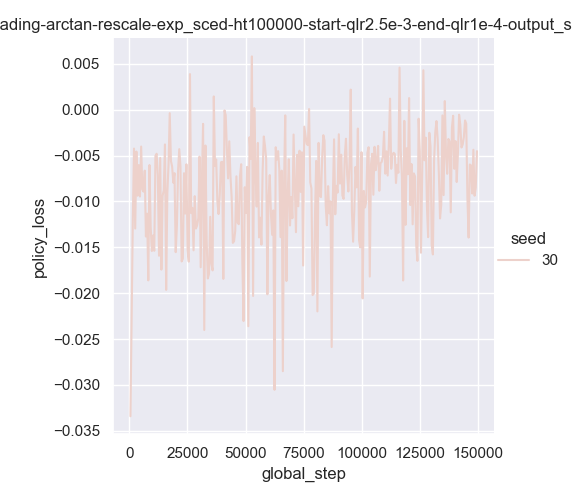 ading-arctan-rescale-exp_sced-ht100000-start-qlr2.5e-3-end-qlr1e-4-output_s
0.005
0.000
−0.005
−0.010
−0.015
−0.020
−0.025
−0.030
−0.035
policy_loss
0 25000 50000 75000 100000 125000 150000
global_step
seed
30